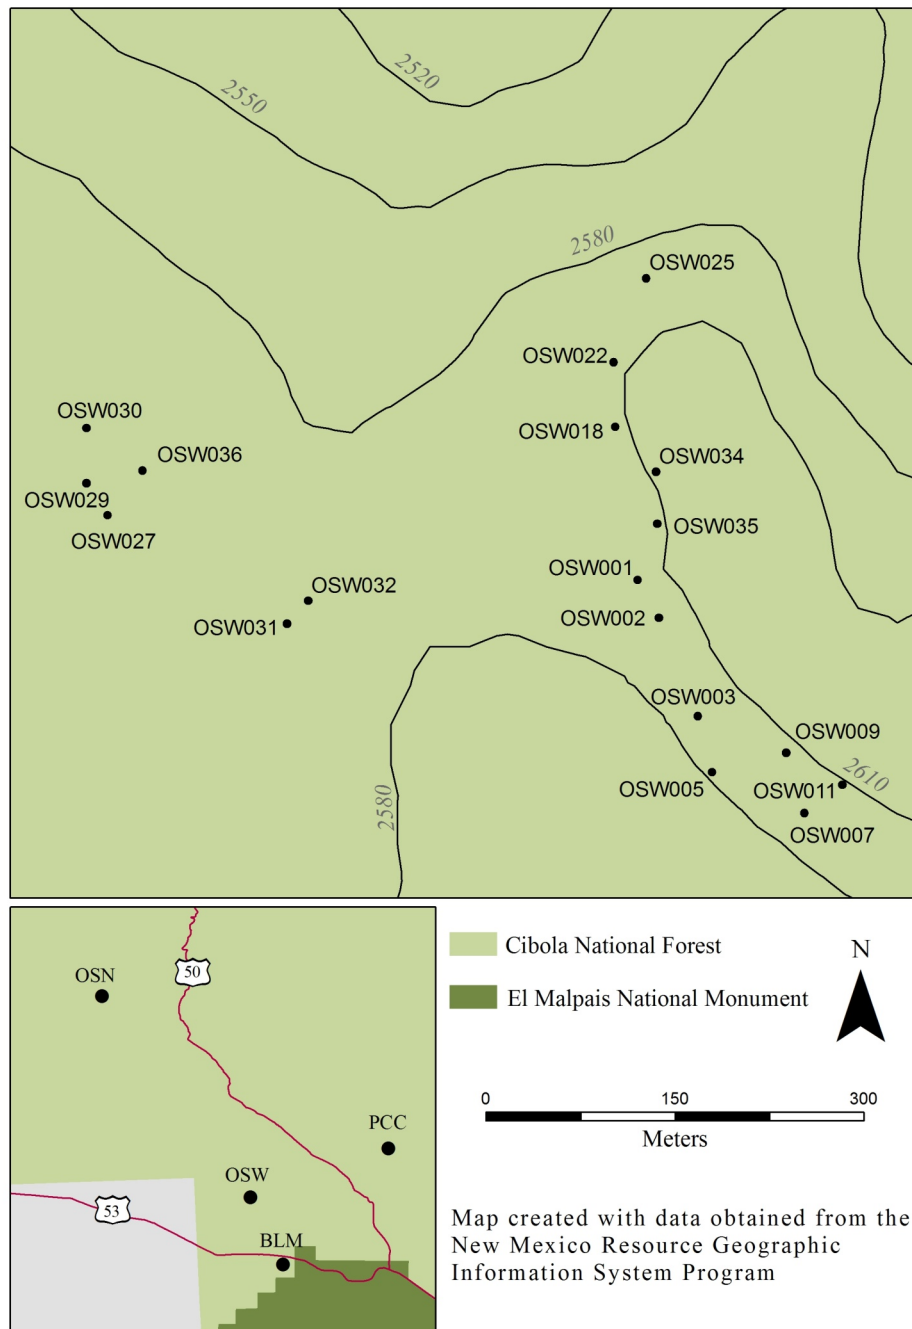 2520
2550
2580
OSW025
OSW022
OSW030
OSW018
OSW036
OSW034
OSW029
OSW027
OSW035
OSW001
OSW032
OSW002
OSW031
OSW003
OSW009
2610
OSW005
OSW011
2580
OSW007
OSN
50
PCC
OSW
53
BLM
Cibola National Forest
El Malpais National Monument
N
0 150 300
Meters
Map created with data obtained from the
New Mexico Resource Geographic
Information System Program